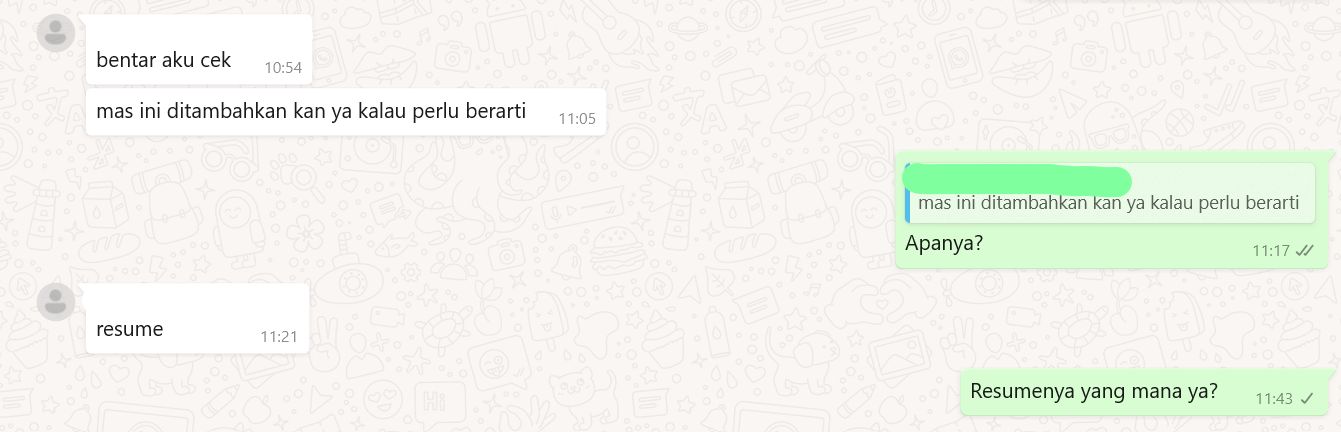 bentar aku cek
10:54
mas ini ditambahkan kan ya kalau perlu berarti
11:05
mas ini ditambahkan kan ya kalau perlu berarti
Apanya?
11:17
resume
11:21
Resumenya yang mana ya?
11:43